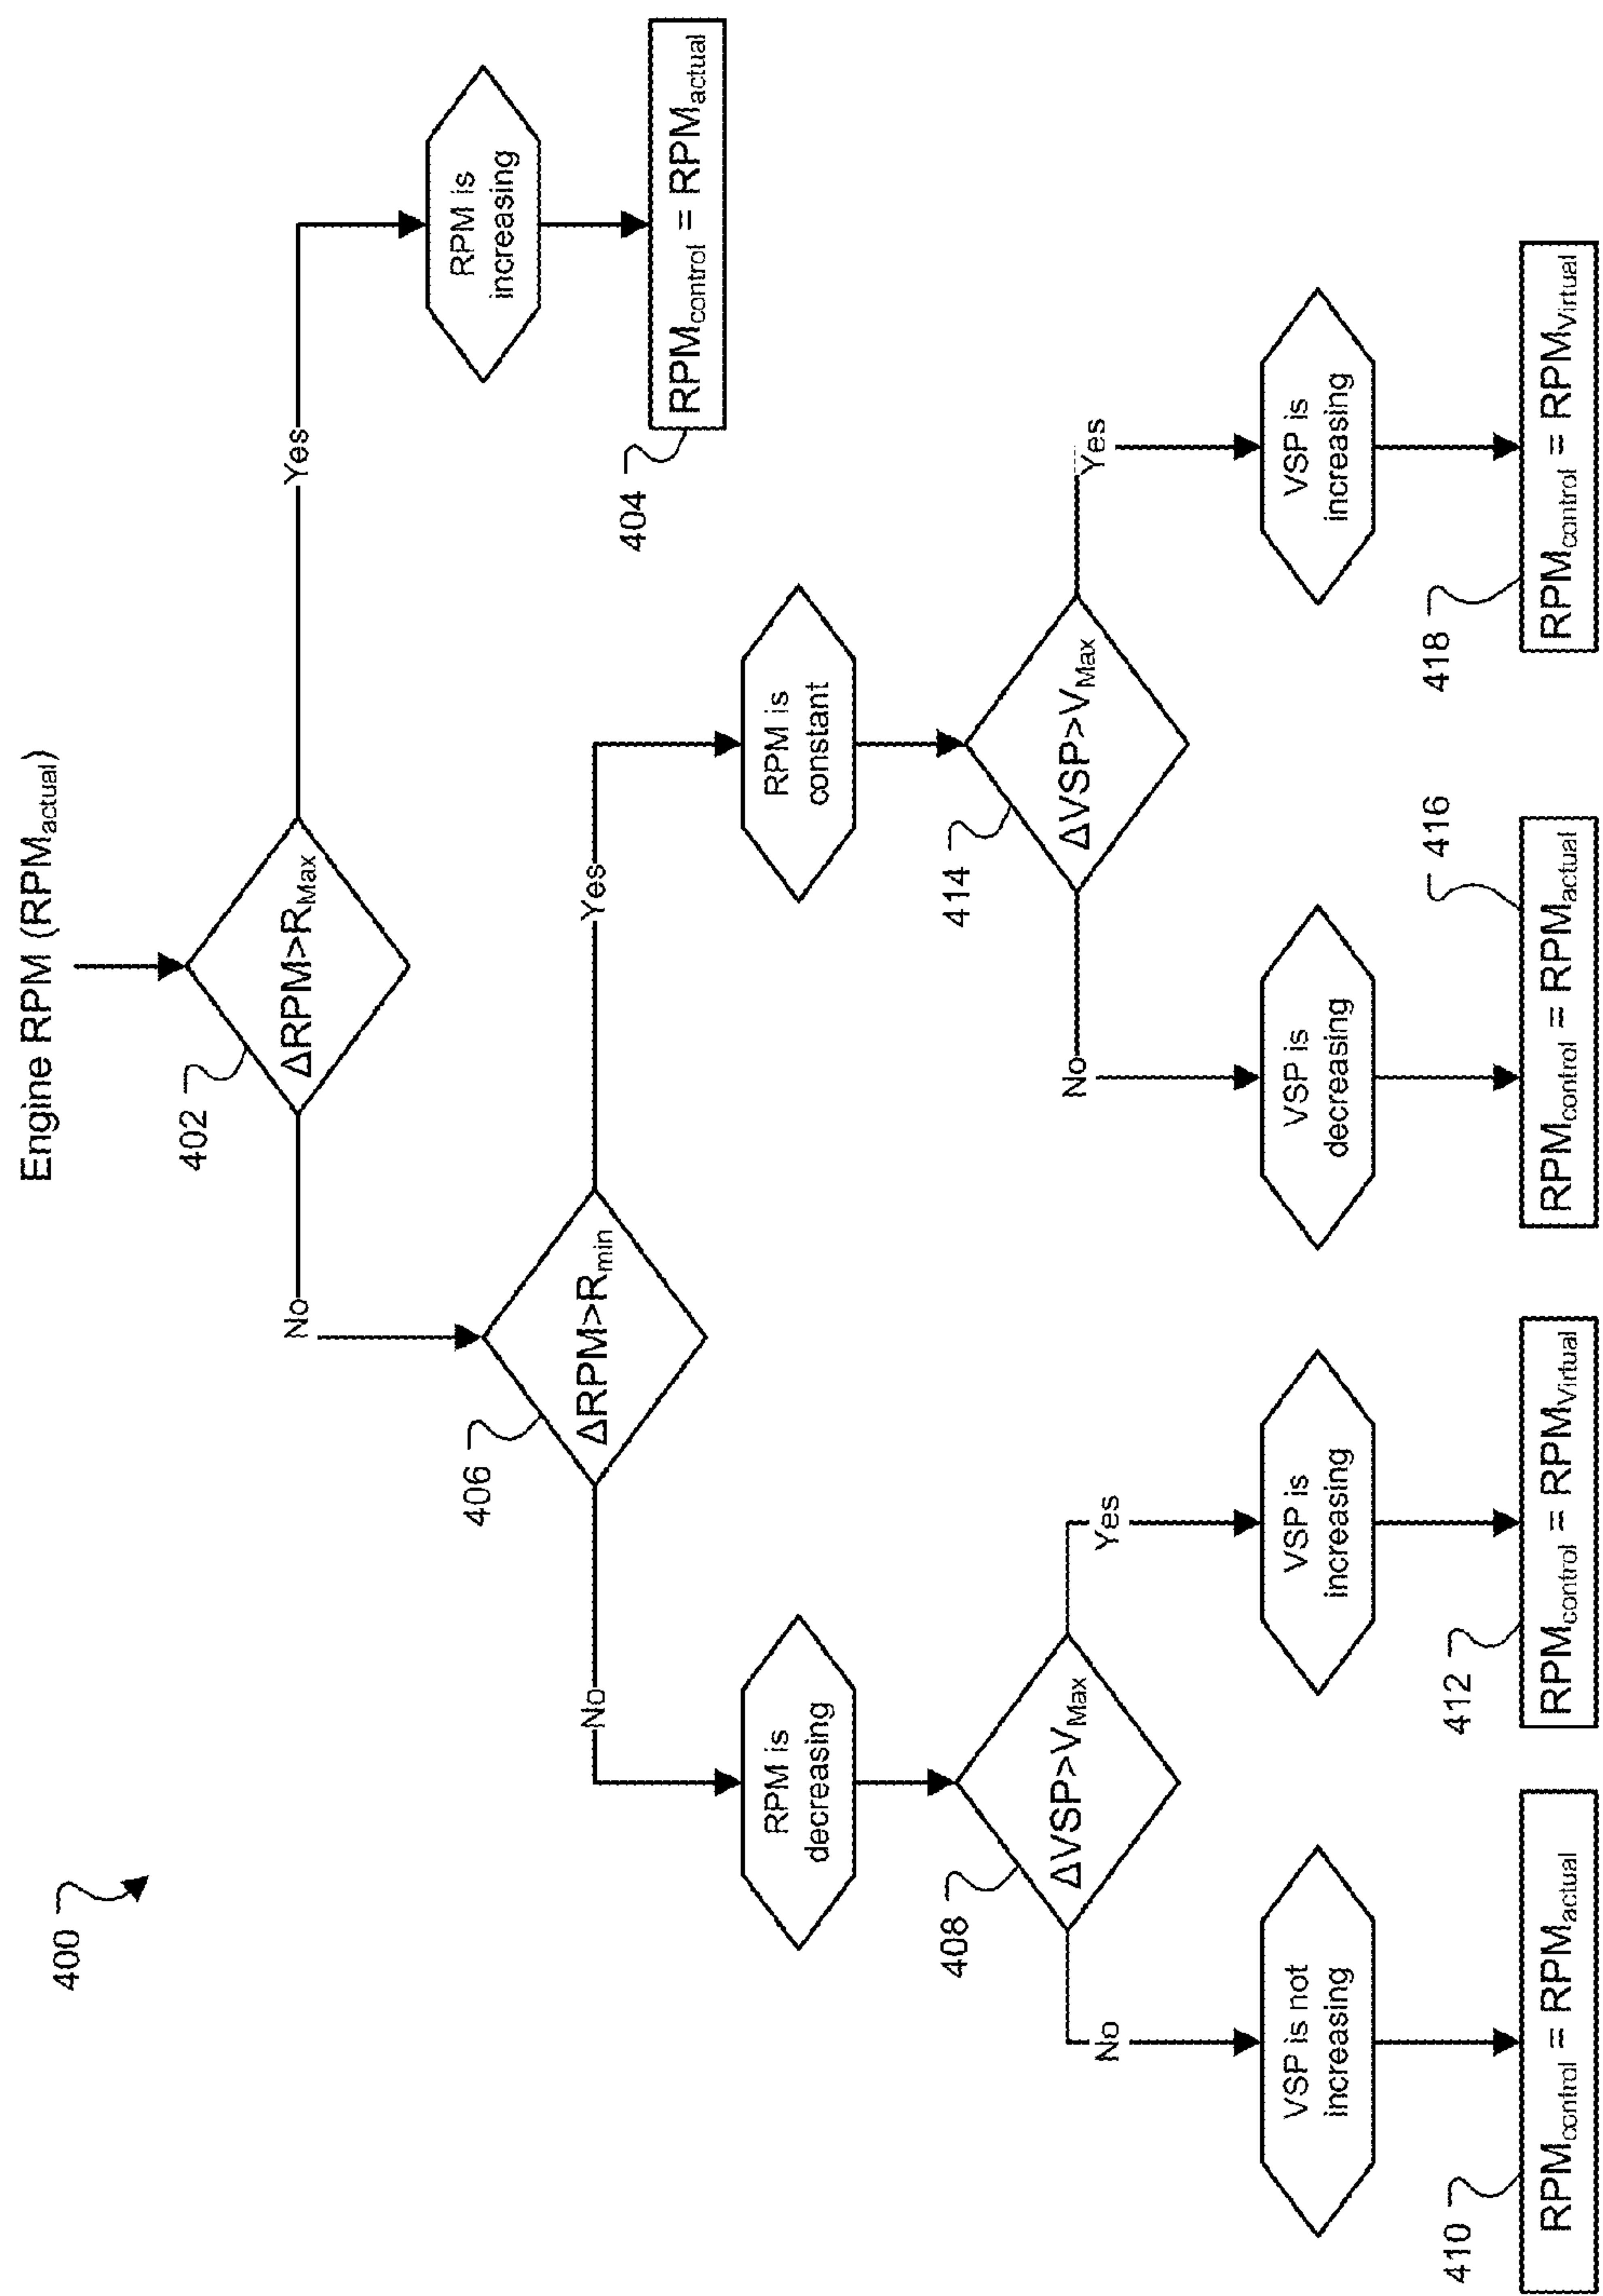 400
Engine RPM (RPMactual)
402
ΔRPM>RMax
No
Yes
406
ΔRPM>Rmin
RPM is
increasing
No
Yes
404
RPMcontrol = RPMactual
RPM is
decreasing
RPM is
constant
408
ΔVSP>VMax
414
ΔVSP>VMax
No
Yes
No
Yes
VSP is not
increasing
VSP is
increasing
VSP is
decreasing
VSP is
increasing
410
412
416
418
RPMcontrol = RPMactual
RPMcontrol = RPMVirtual
RPMcontrol = RPMactual
RPMcontrol = RPMVirtual